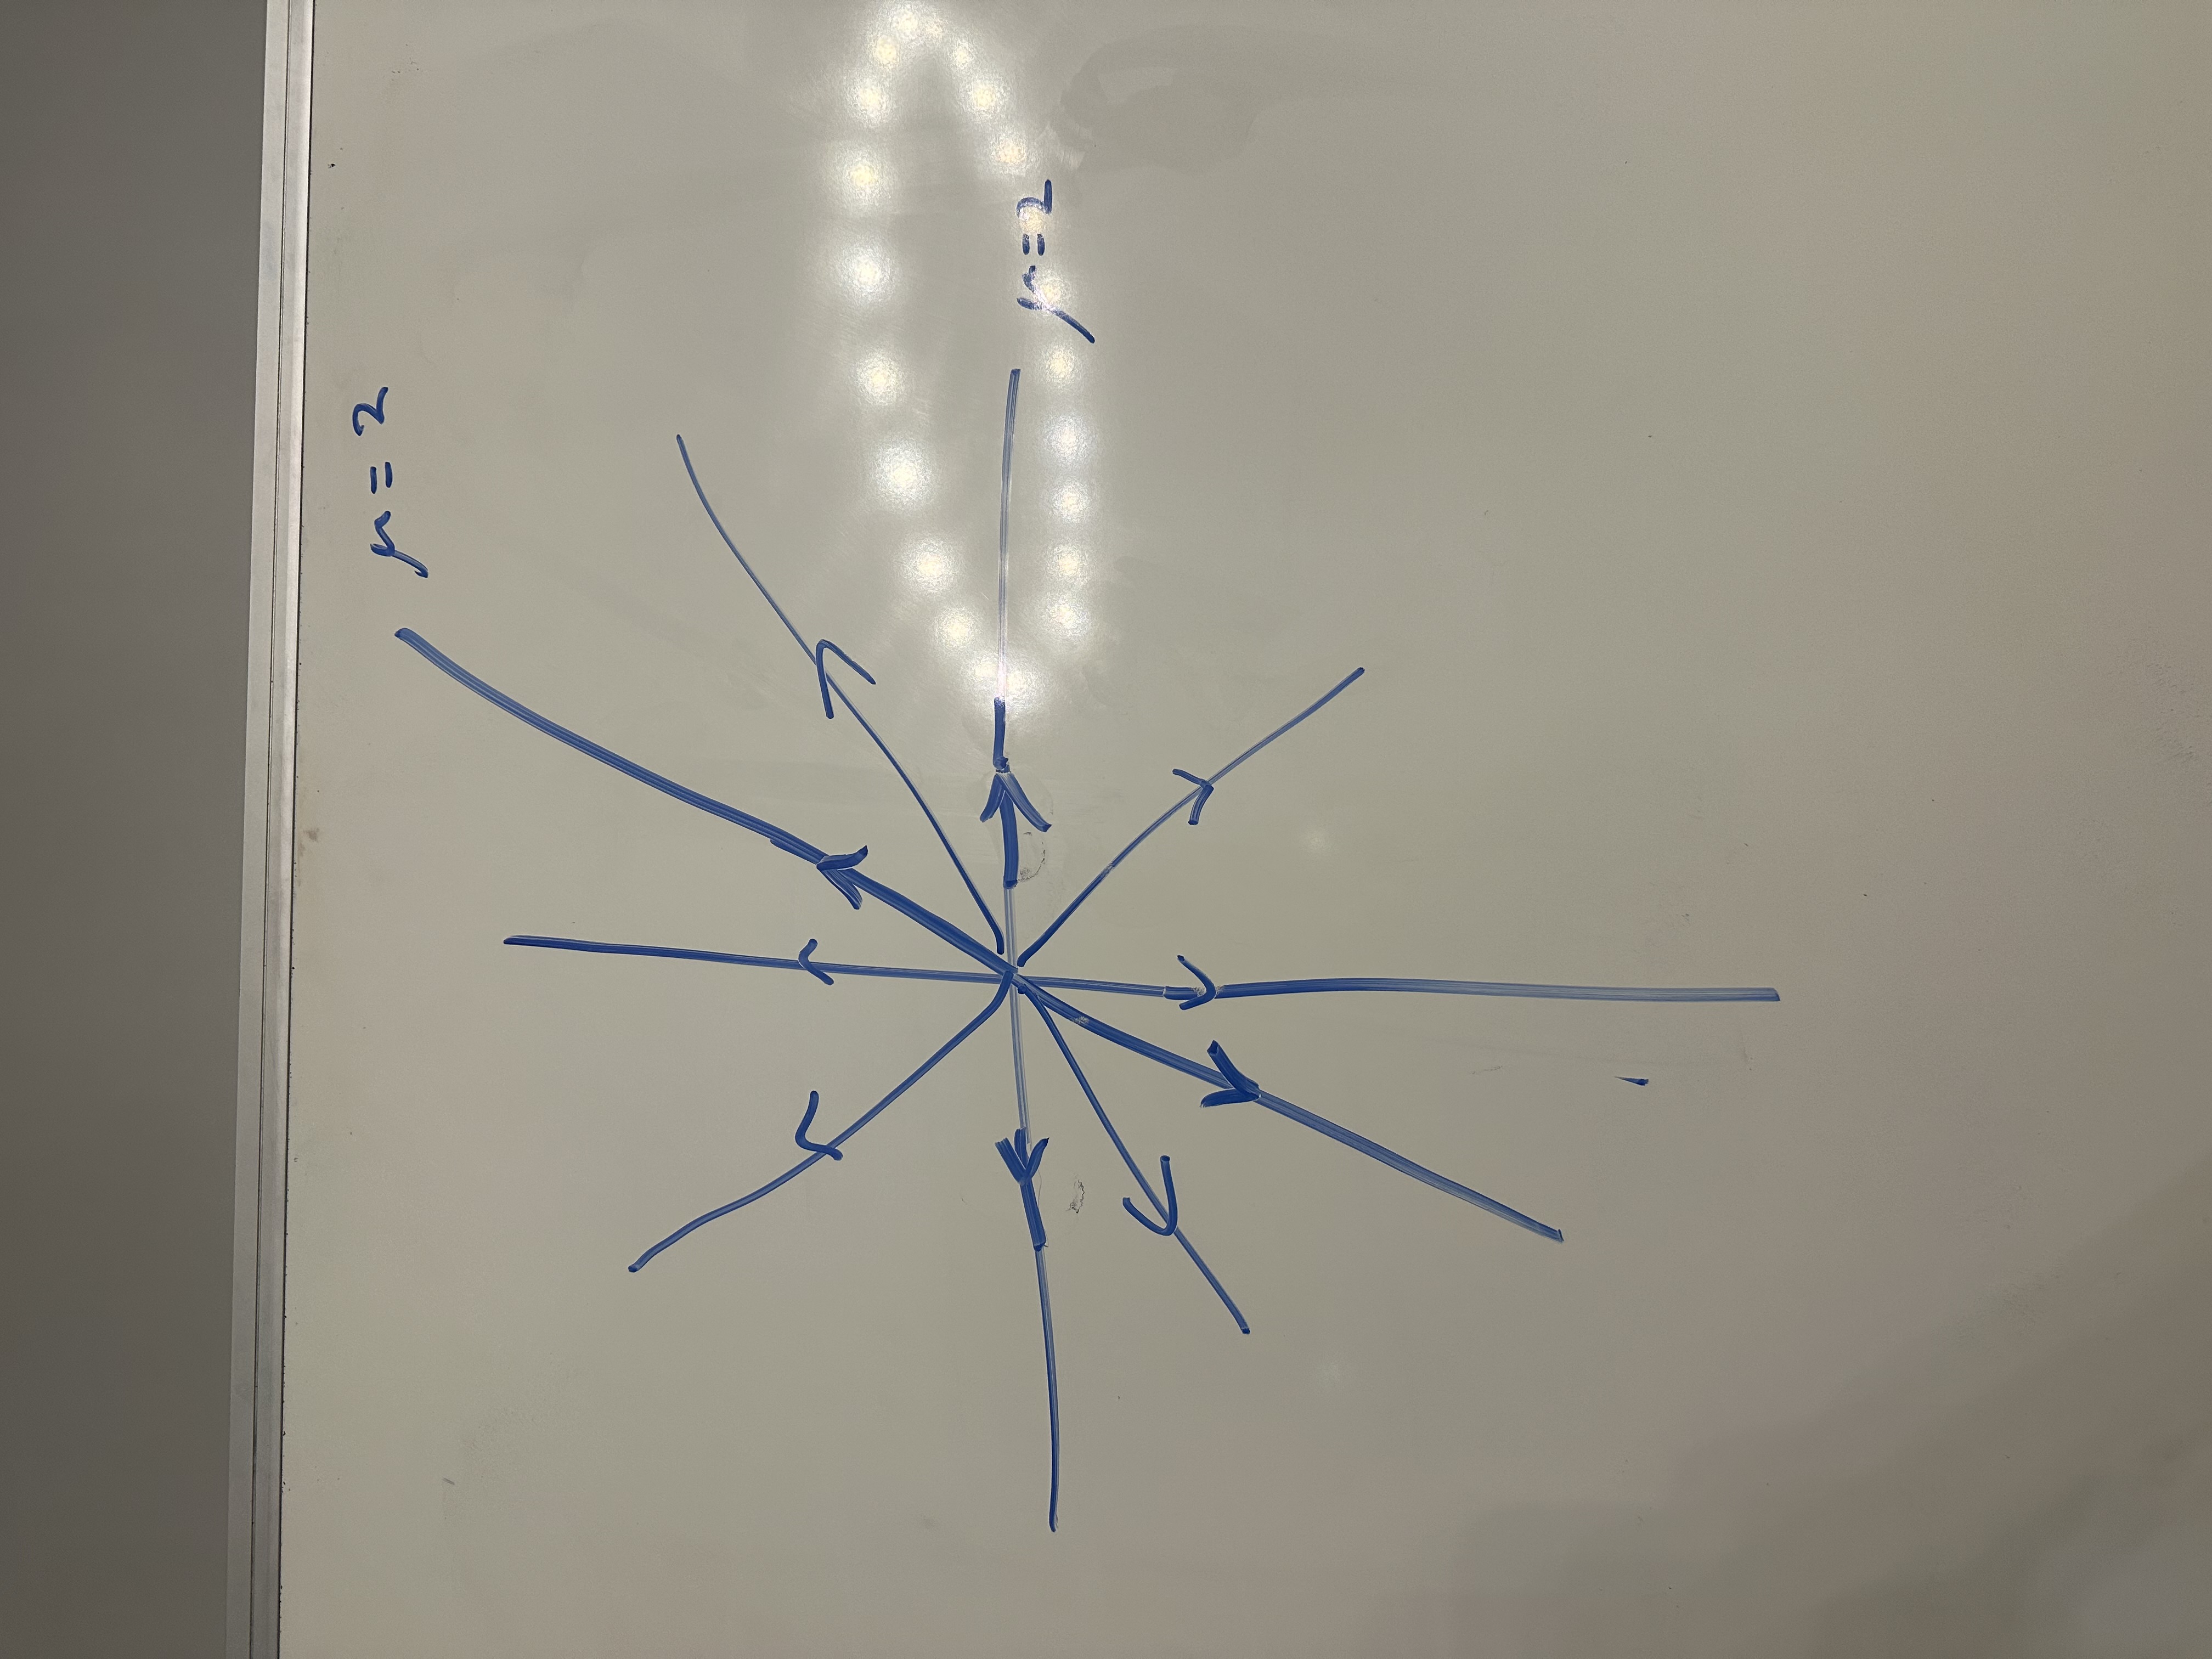 μ = 2
μ = 2